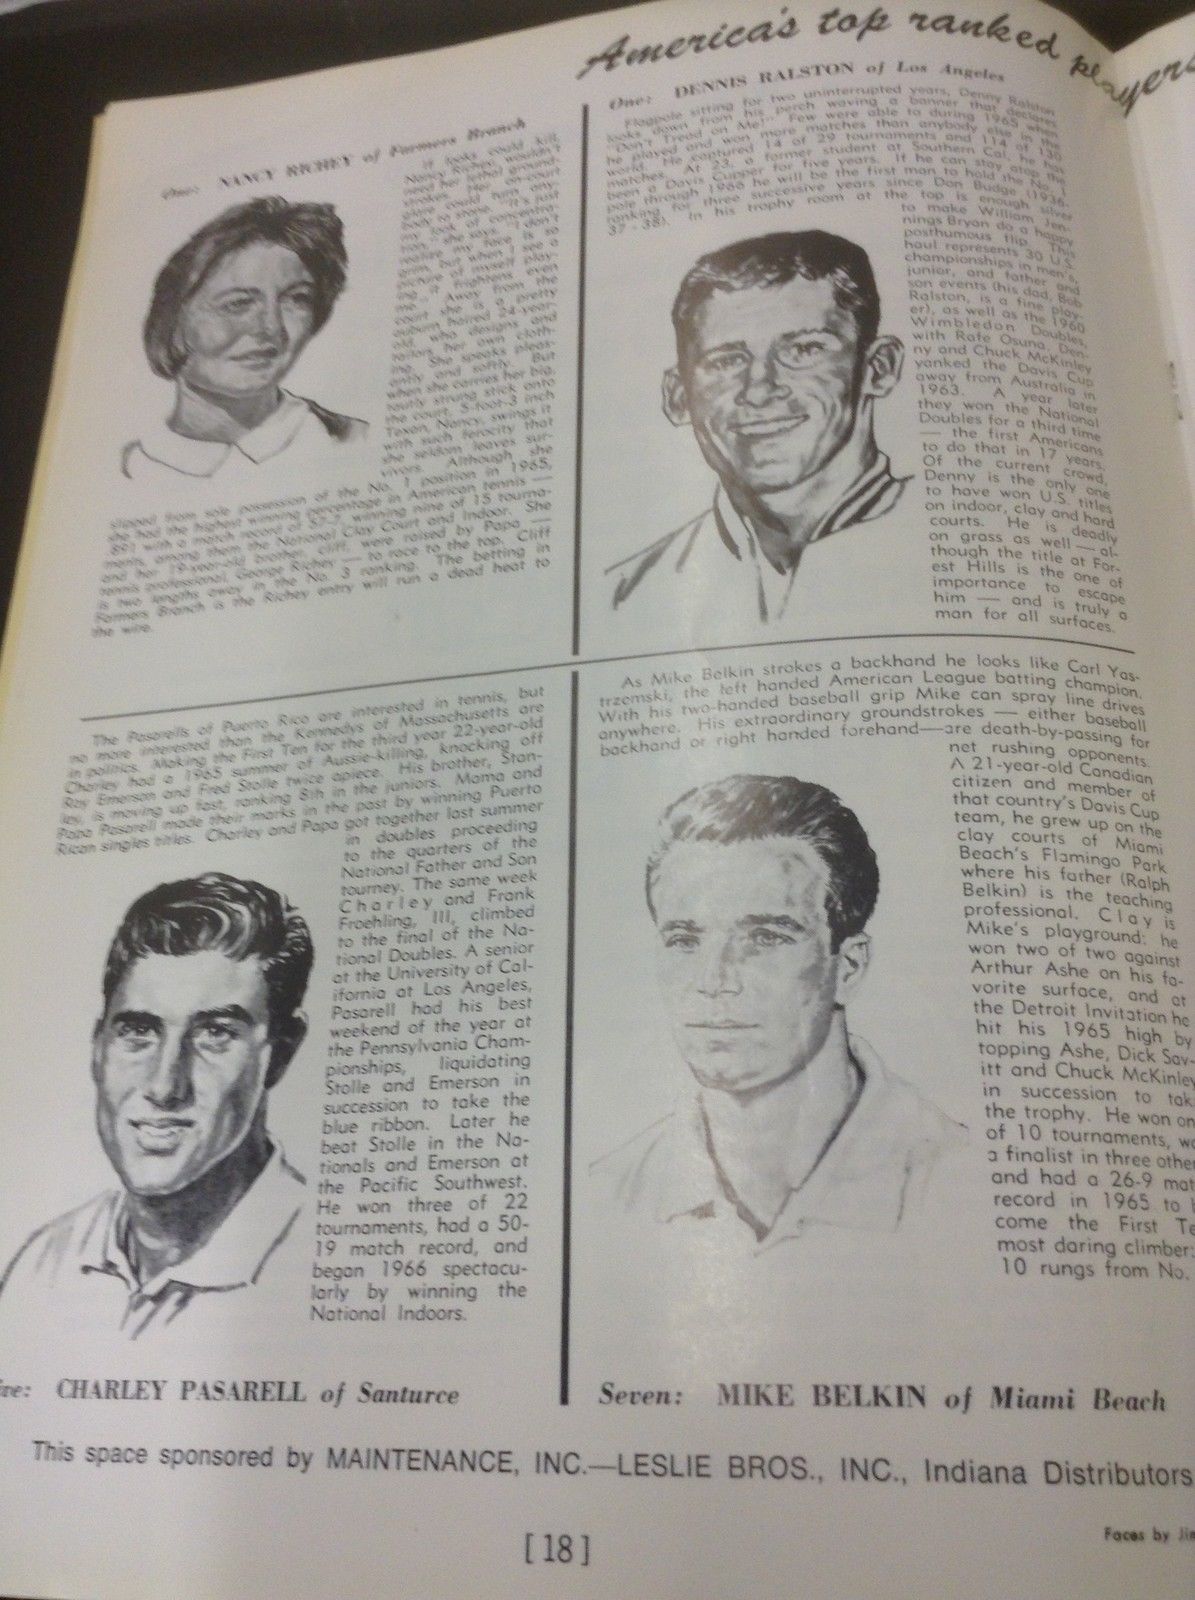 America's top ranked players
One: NANCY RICHEY of Farmers Branch
If looks could kill,
Nancy Richey wouldn't
need her lethal ground-
strokes. Her on-court
glare could turn any-
body to stone. "It's just
my look of concentra-
tion," she says. "I don't
realize my face is so
grim, but when I see a
picture of myself play-
ing, it frightens even
me." Away from the
court she is a pretty
auburn haired 24-year-
old, who designs and
tailors her own cloth-
ing. She speaks pleas-
antly and softly. But
when she carries her big,
tautly strung stick onto
the court, 5-foot-3 inch
Texan, Nancy, swings it
with such ferocity that
she seldom leaves sur-
vivors. Although she
slipped from sole possession of the No. 1 position in 1965,
she had the highest winning percentage in American tennis —
.891 with a match record of 57-7, winning nine of 15 tourna-
ments, among them the National Clay Court and Indoor. She
and her 19-year-old brother, Cliff, were raised by Papa —
tennis professional, George Richey — to race to the top. Cliff
is two lengths away in the No. 3 ranking. The betting in
Farmers Branch is the Richey entry will run a dead heat to
the wire.
One: DENNIS RALSTON of Los Angeles
Flagpole sitting for two uninterrupted years, Denny Ralston
looks down from his perch waving a banner that declares
"Don't Tread on Me!" Few were able to during 1965 when
he played and won more matches than anybody else in the
world. He captured 14 of 29 tournaments and 114 of 130
matches. At 23, a former student at Southern Cal, he has
been a Davis Cupper for five years. If he can stay atop the
pole through 1966 he will be the first man to hold the No. 1
ranking for three successive years since Don Budge (1936-
37-38). In his trophy room at the top is enough silver
to make William Jen-
nings Bryan do a happy
posthumous flip. This
haul represents 30 U.S.
championships in men's,
junior, and father and
son events (his dad, Bob
Ralston, is a fine play-
er), as well as the 1960
Wimbledon Doubles,
with Rafe Osuna. Den-
ny and Chuck McKinley
yanked the Davis Cup
away from Australia in
1963. A year later
they won the National
Doubles for a third time
— the first Americans
to do that in 17 years.
Of the current crowd,
Denny is the only one
to have won U.S. titles
on indoor, clay and hard
courts. He is deadly
on grass as well — al-
though the title at For-
est Hills is the one of
importance to escape
him — and is truly a
man for all surfaces.
The Pasarells of Puerto Rico are interested in tennis, but
no more interested than the Kennedys of Massachusetts are
in politics. Making the First Ten for the third year 22-year-old
Charley had a 1965 summer of Aussie-killing, knocking off
Roy Emerson and Fred Stolle twice apiece. His brother, Stan-
ley, is moving up fast, ranking 8th in the juniors. Mama and
Papa Pasarell made their marks in the past by winning Puerto
Rican singles titles. Charley and Papa got together last summer
in doubles proceeding
to the quarters of the
National Father and Son
tourney. The same week
Charley and Frank
Froehling, III, climbed
to the final of the Na-
tional Doubles. A senior
at the University of Cal-
ifornia at Los Angeles,
Pasarell had his best
weekend of the year at
the Pennsylvania Cham-
pionships, liquidating
Stolle and Emerson in
succession to take the
blue ribbon. Later he
beat Stolle in the Na-
tionals and Emerson at
the Pacific Southwest.
He won three of 22
tournaments, had a 50-
19 match record, and
began 1966 spectacu-
larly by winning the
National Indoors.
ive: CHARLEY PASARELL of Santurce
As Mike Belkin strokes a backhand he looks like Carl Yas-
trzemski, the left handed American League batting champion.
With his two-handed baseball grip Mike can spray line drives
anywhere. His extraordinary groundstrokes — either baseball
backhand or right handed forehand—are death-by-passing for
net rushing opponents.
A 21-year-old Canadian
citizen and member of
that country's Davis Cup
team, he grew up on the
clay courts of Miami
Beach's Flamingo Park
where his father (Ralph
Belkin) is the teaching
professional. Clay is
Mike's playground: he
won two of two against
Arthur Ashe on his fa-
vorite surface, and at
the Detroit Invitation he
hit his 1965 high by
topping Ashe, Dick Sav-
itt and Chuck McKinley
in succession to tak
the trophy. He won on
of 10 tournaments, wa
a finalist in three other
and had a 26-9 mat
record in 1965 to b
come the First Te
most daring climber:
10 rungs from No.
Seven: MIKE BELKIN of Miami Beach
This space sponsored by MAINTENANCE, INC.—LESLIE BROS., INC., Indiana Distributors
[ 18 ]
Faces by Jim